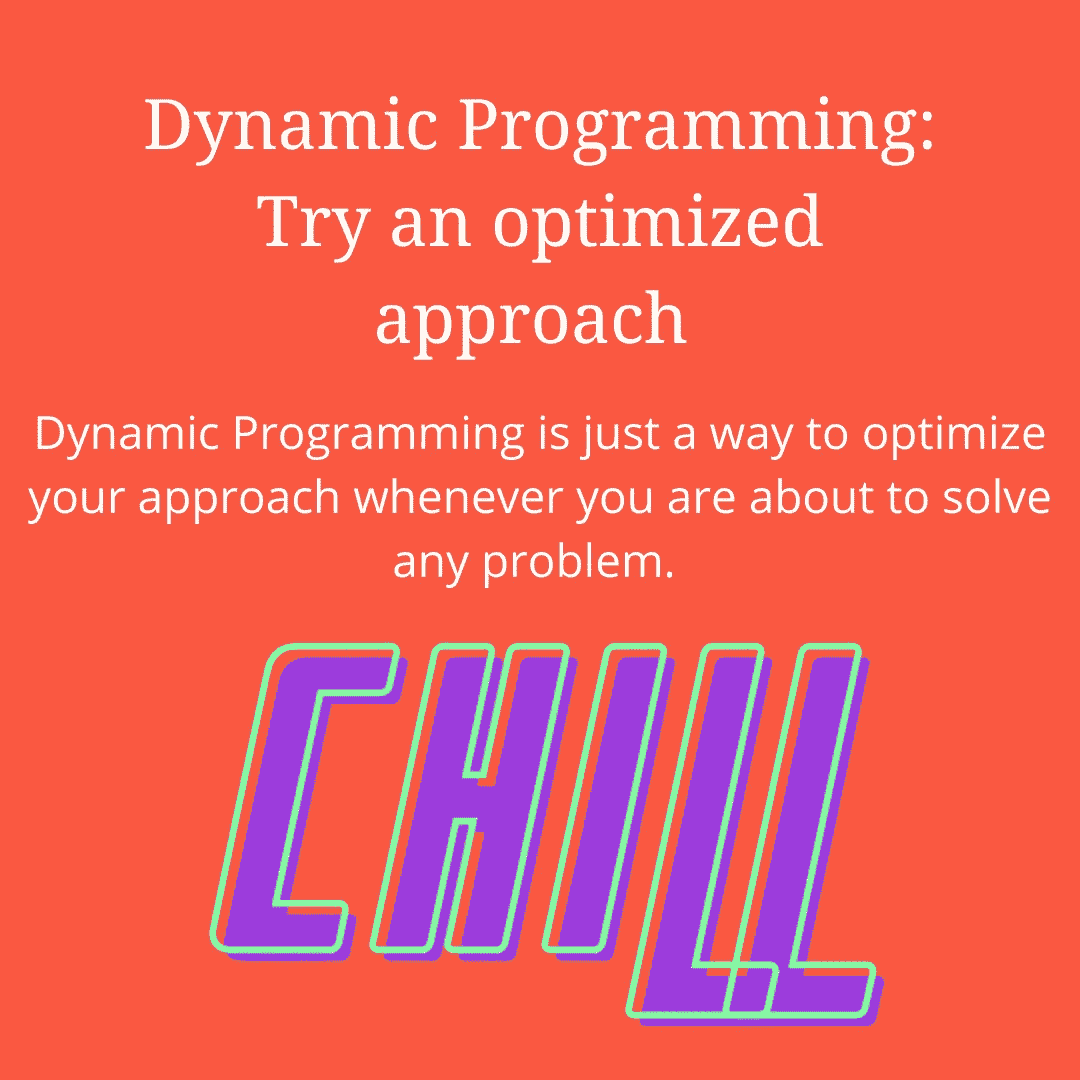 Dynamic Programming:
Try an optimized
approach
Dynamic Programming is just a way to optimize
your approach whenever you are about to solve
any problem.
CHILL